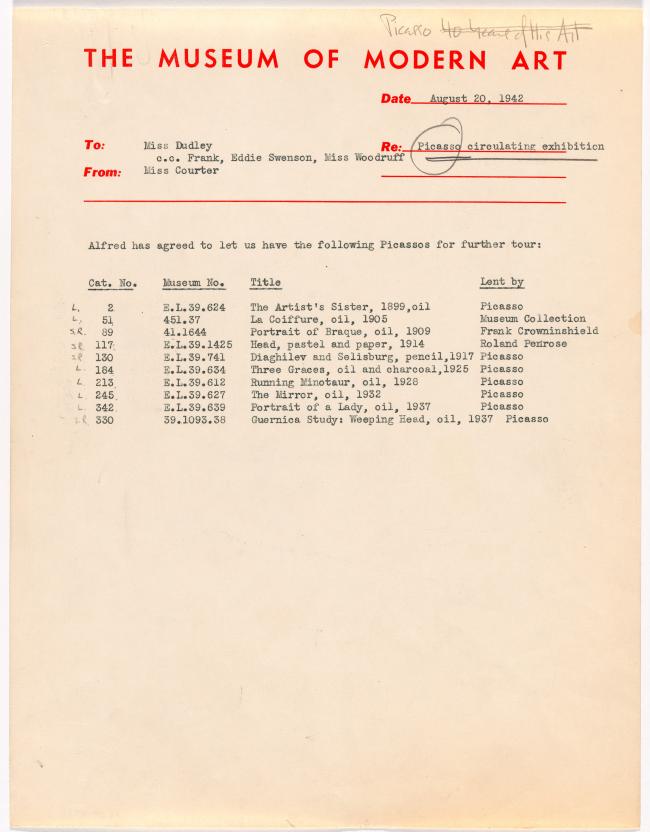 Picasso 40 Years of His Art
THE MUSEUM OF MODERN ART
Date August 20, 1942
To: Miss Dudley Re: Picasso circulating exhibition
c.c. Frank, Eddie Swenson, Miss Woodruff
From: Miss Courter
Alfred has agreed to let us have the following Picassos for further tour:
Cat. No. Museum No. Title Lent by
L. 2 E.L.39.624 The Artist's Sister, 1899,oil Picasso
L. 51 451.37 La Coiffure, oil, 1905 Museum Collection
S.R. 89 41.1644 Portrait of Braque, oil, 1909 Frank Crowninshield
S.R. 117 E.L.39.1425 Head, pastel and paper, 1914 Roland Penrose
S.R. 130 E.L.39.741 Diaghilev and Selisburg, pencil,1917 Picasso
L. 184 E.L.39.634 Three Graces, oil and charcoal,1925 Picasso
L. 213 E.L.39.612 Running Minotaur, oil, 1928 Picasso
L. 245 E.L.39.627 The Mirror, oil, 1932 Picasso
L. 342 E.L.39.639 Portrait of a Lady, oil, 1937 Picasso
S.R. 330 39.1093.38 Guernica Study: Weeping Head, oil, 1937 Picasso